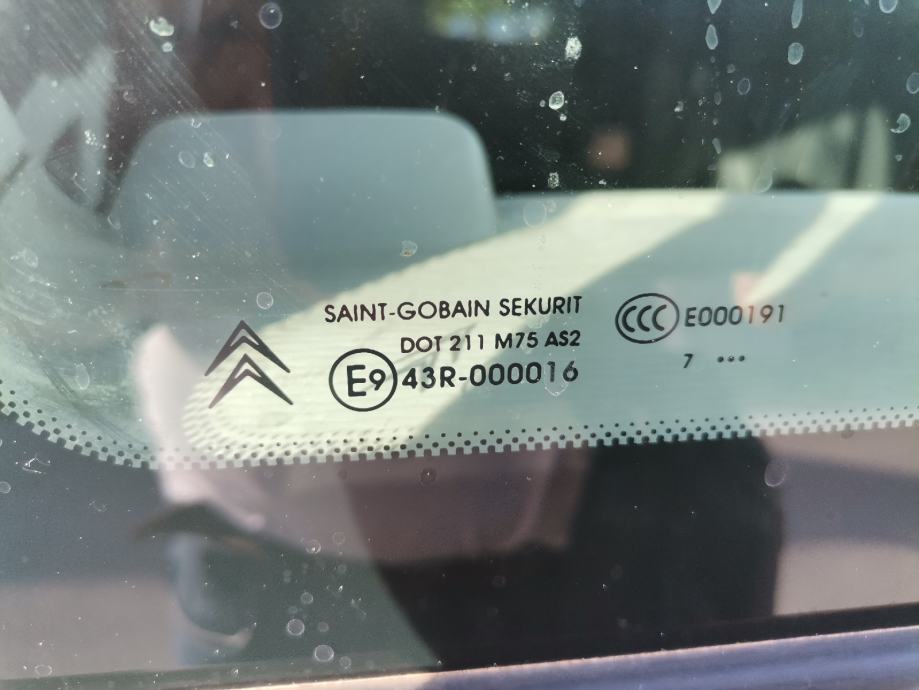 SAINT-GOBAIN SEKURIT
DOT 211 M75 AS2
E9 43R-000016
CCC E000191
7 •••